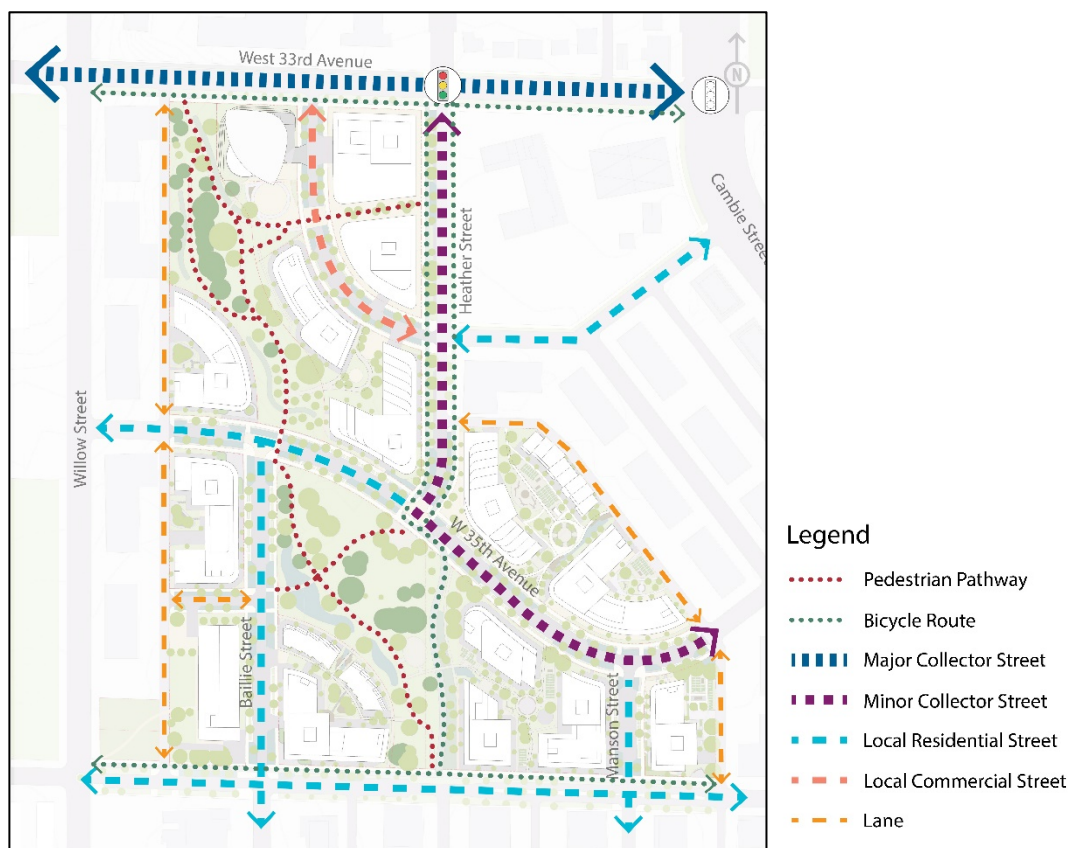 West 33rd Avenue
N
Cambie Street
Heather Street
Willow Street
W 35th Avenue
Baillie Street
Manson Street
Legend
Pedestrian Pathway
Bicycle Route
Major Collector Street
Minor Collector Street
Local Residential Street
Local Commercial Street
Lane